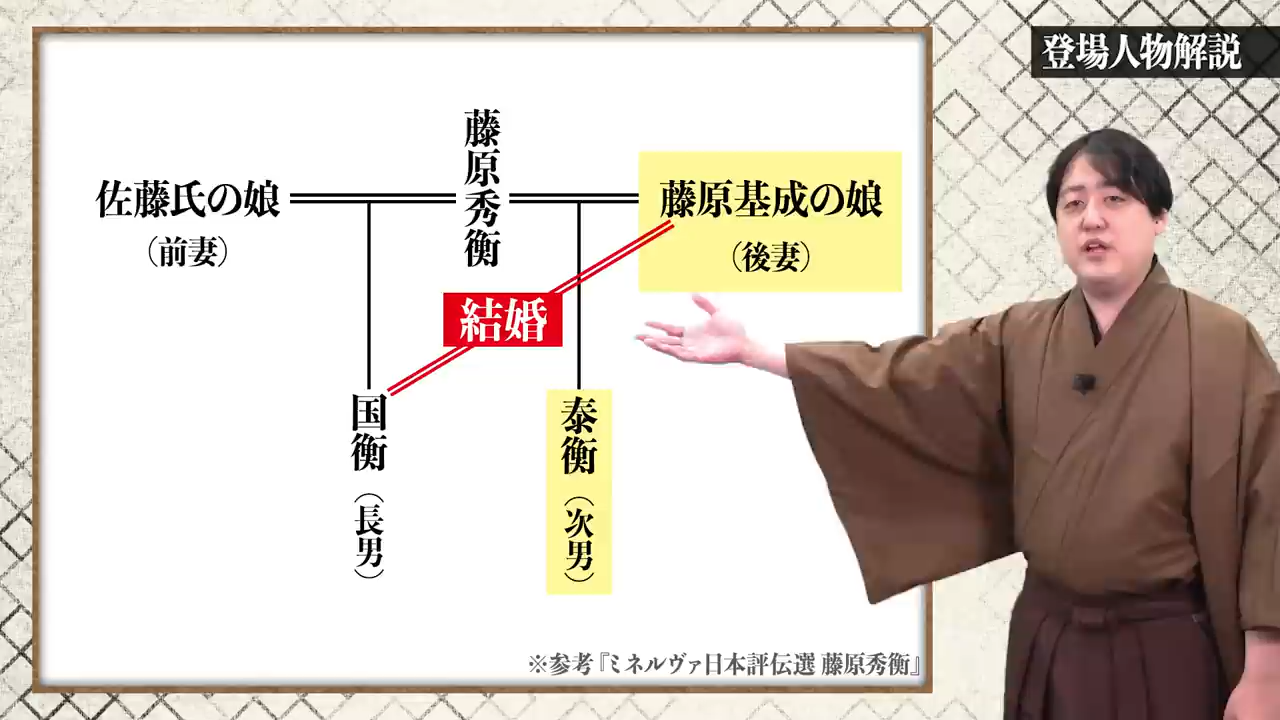 登場人物解説
藤原秀衡
佐藤氏の娘
（前妻）
藤原基成の娘
（後妻）
結婚
国衡（長男）
泰衡（次男）
※参考『ミネルヴァ日本評伝選 藤原秀衡』